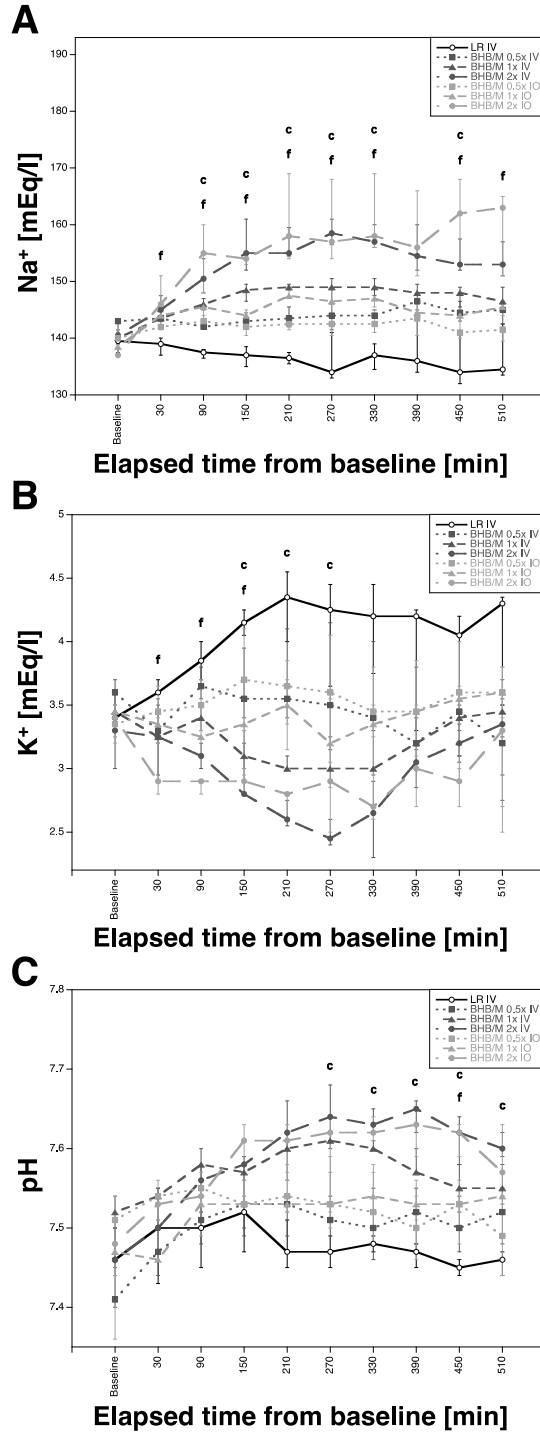 A
190
180
170
160
150
140
130
Na⁺ [mEq/l]
LR IV
BHB/M 0.5x IV
BHB/M 1x IV
BHB/M 2x IV
BHB/M 0.5x IO
BHB/M 1x IO
BHB/M 2x IO
c c c c
c c f f f f
f f f
f
Baseline 30 90 150 210 270 330 390 450 510
Elapsed time from baseline [min]
B
5
4.5
4
3.5
3
2.5
K⁺ [mEq/l]
LR IV
BHB/M 0.5x IV
BHB/M 1x IV
BHB/M 2x IV
BHB/M 0.5x IO
BHB/M 1x IO
BHB/M 2x IO
c c c
f
f
f
Baseline 30 90 150 210 270 330 390 450 510
Elapsed time from baseline [min]
C
7.8
7.7
7.6
7.5
7.4
pH
LR IV
BHB/M 0.5x IV
BHB/M 1x IV
BHB/M 2x IV
BHB/M 0.5x IO
BHB/M 1x IO
BHB/M 2x IO
c c c c
f c
Baseline 30 90 150 210 270 330 390 450 510
Elapsed time from baseline [min]